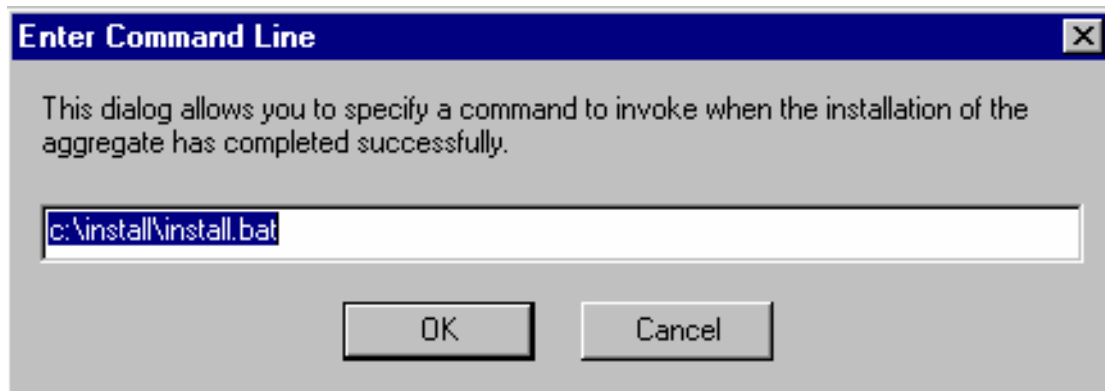 Enter Command Line
This dialog allows you to specify a command to invoke when the installation of the
aggregate has completed successfully.
c:\install\install.bat
OK Cancel